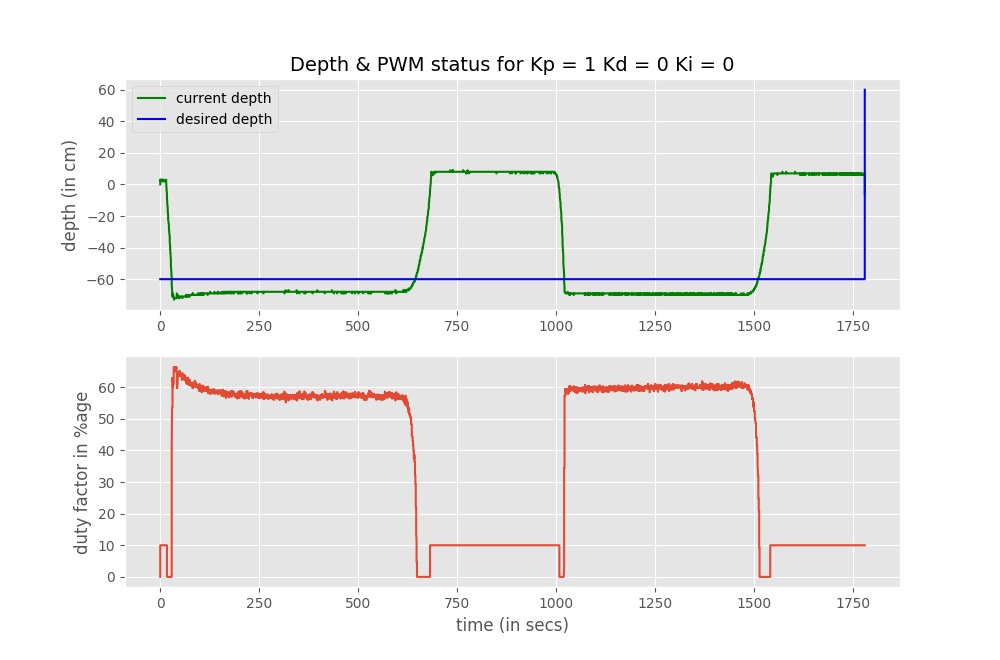 Depth & PWM status for Kp = 1 Kd = 0 Ki = 0
current depth
desired depth
depth (in cm)
60
40
20
0
−20
−40
−60
0 250 500 750 1000 1250 1500 1750
duty factor in %age
60
50
40
30
20
10
0
0 250 500 750 1000 1250 1500 1750
time (in secs)